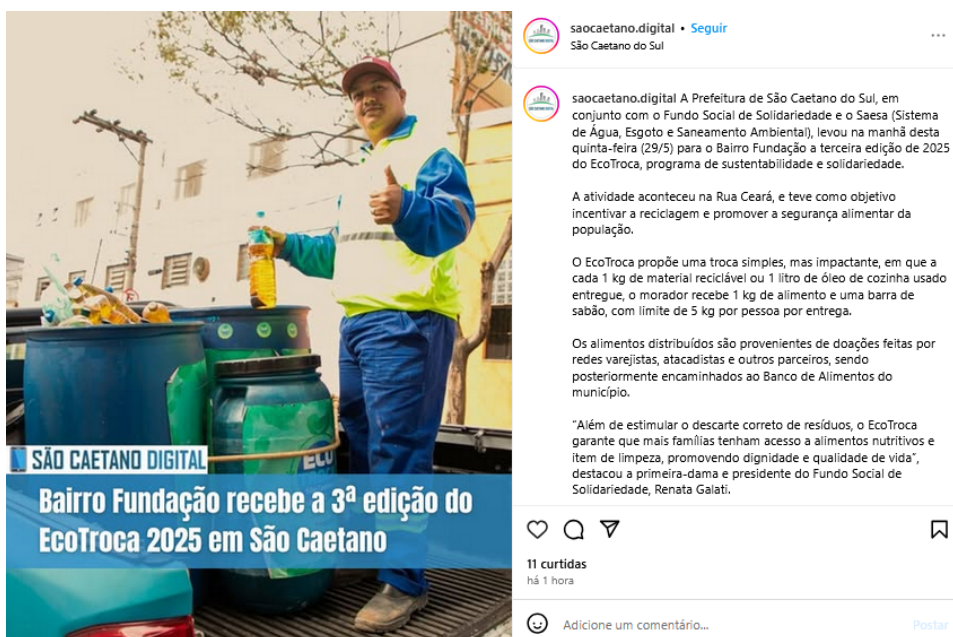 saocaetano.digital • Seguir
São Caetano do Sul
saocaetano.digital A Prefeitura de São Caetano do Sul, em
conjunto com o Fundo Social de Solidariedade e o Saesa (Sistema
de Água, Esgoto e Saneamento Ambiental), levou na manhã desta
quinta-feira (29/5) para o Bairro Fundação a terceira edição de 2025
do EcoTroca, programa de sustentabilidade e solidariedade.
A atividade aconteceu na Rua Ceará, e teve como objetivo
incentivar a reciclagem e promover a segurança alimentar da
população.
O EcoTroca propõe uma troca simples, mas impactante, em que a
cada 1 kg de material reciclável ou 1 litro de óleo de cozinha usado
entregue, o morador recebe 1 kg de alimento e uma barra de
sabão, com limite de 5 kg por pessoa por entrega.
Os alimentos distribuídos são provenientes de doações feitas por
redes varejistas, atacadistas e outros parceiros, sendo
posteriormente encaminhados ao Banco de Alimentos do
município.
“Além de estimular o descarte correto de resíduos, o EcoTroca
garante que mais famílias tenham acesso a alimentos nutritivos e
item de limpeza, promovendo dignidade e qualidade de vida”,
destacou a primeira-dama e presidente do Fundo Social de
Solidariedade, Renata Galati.
11 curtidas
há 1 hora
Adicione um comentário...
Postar
ECO
SÃO CAETANO DIGITAL
Bairro Fundação recebe a 3ª edição do
EcoTroca 2025 em São Caetano